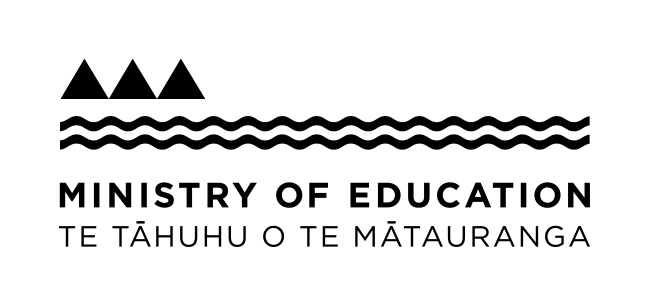 MINISTRY OF EDUCATION
TE TĀHUHU O TE MĀTAURANGA